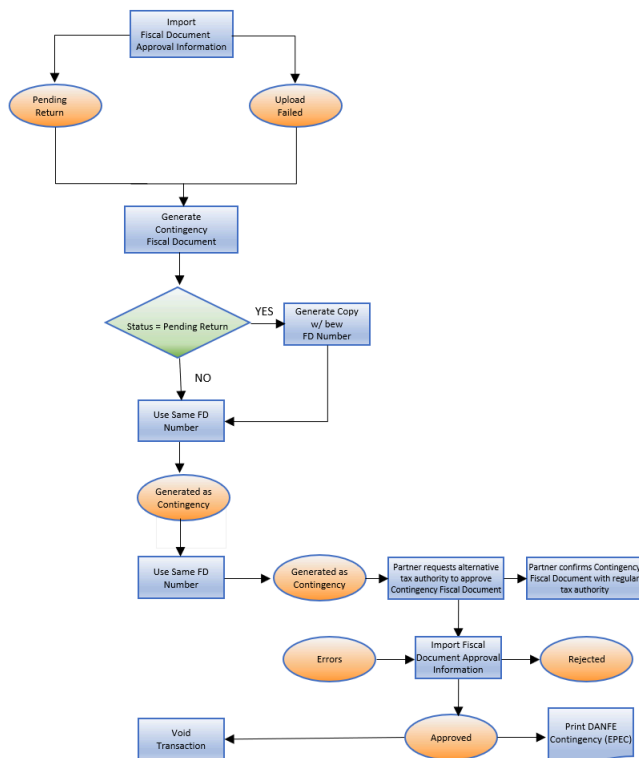 Import
Fiscal Document
Approval Information
Pending
Return
Upload
Failed
Generate
Contingency
Fiscal Document
Status = Pending Return
YES
Generate Copy
w/ bew
FD Number
NO
Use Same FD
Number
Generated as
Contingency
Use Same FD
Number
Generated as
Contingency
Partner requests alternative
tax authority to approve
Contingency Fiscal Document
Partner confirms Contingency
Fiscal Document with regular
tax authority
Errors
Import Fiscal
Document Approval
Information
Rejected
Void
Transaction
Approved
Print DANFE
Contingency (EPEC)